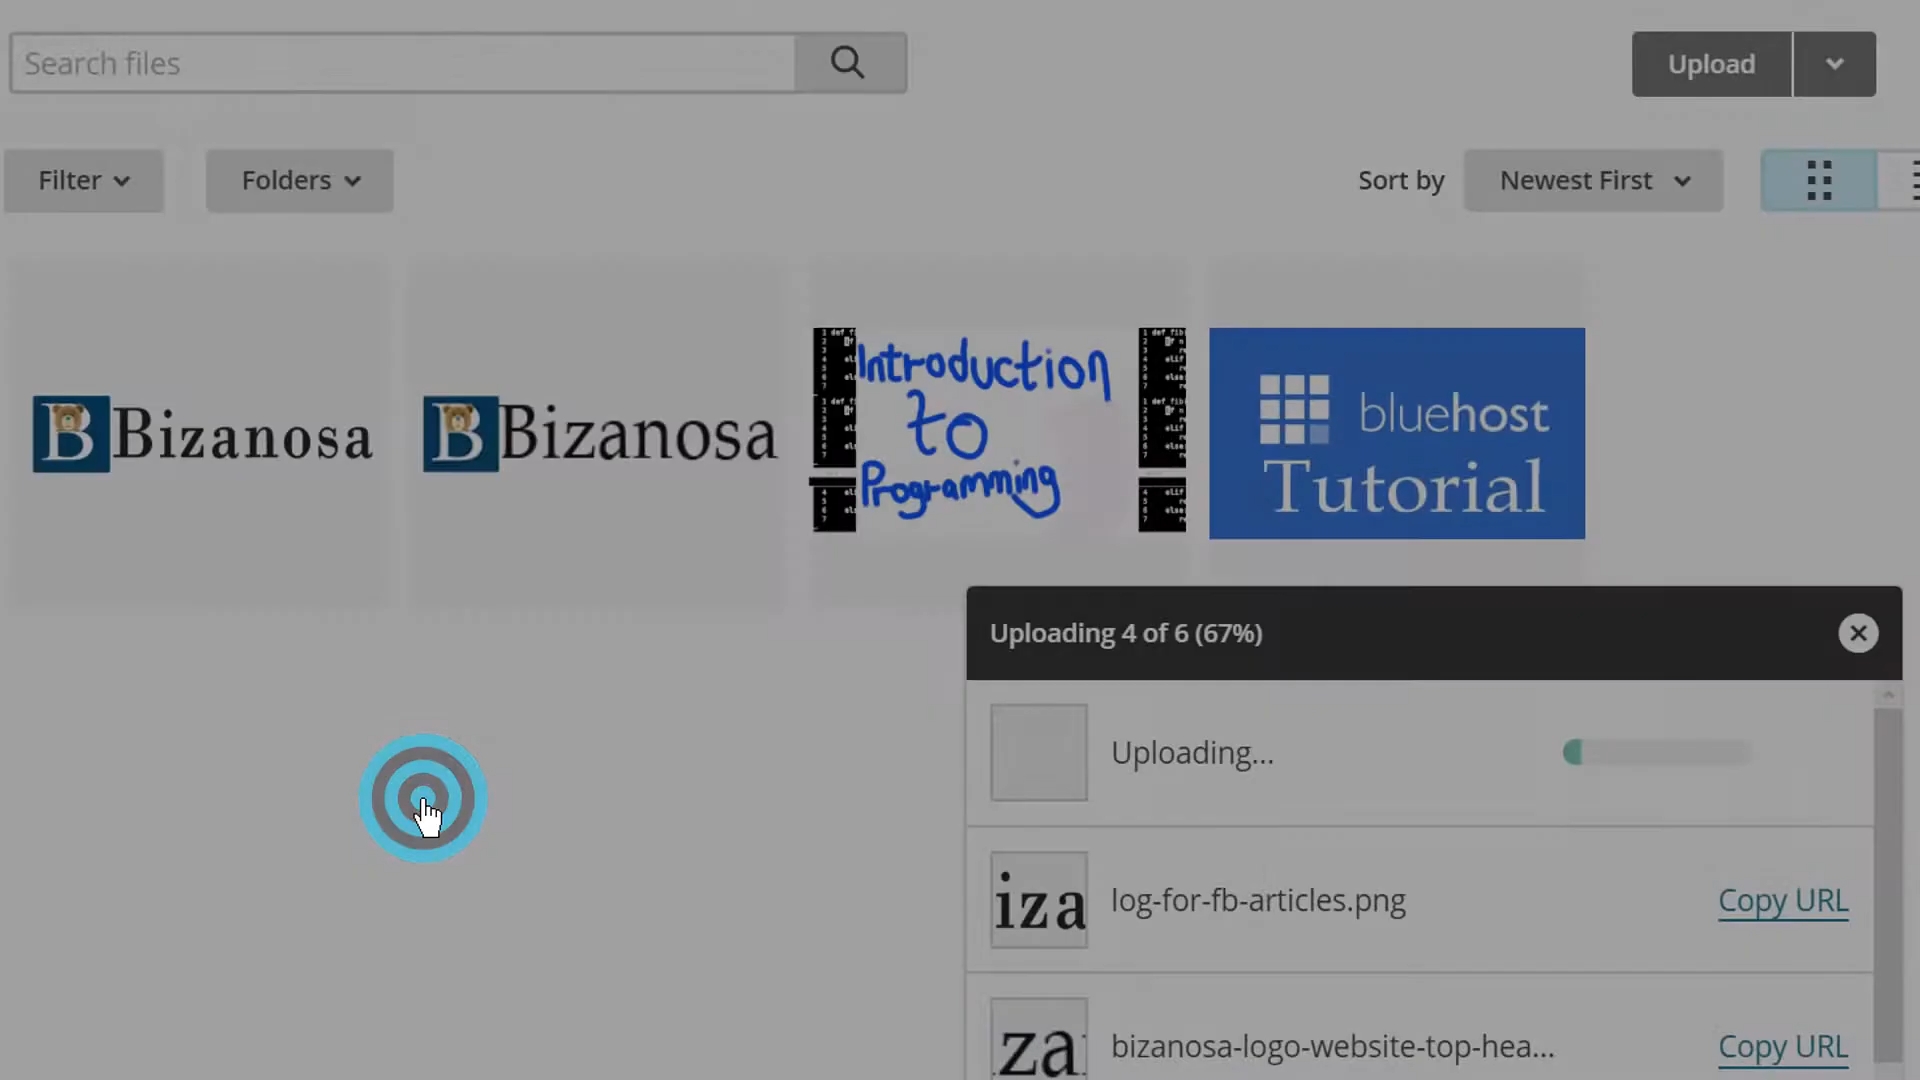 Search files
Upload
Filter
Folders
Sort by
Newest First
Bizanosa
Bizanosa
Introduction
to
Programming
bluehost
Tutorial
Uploading 4 of 6 (67%)
Uploading...
iza
log-for-fb-articles.png
Copy URL
za
bizanosa-logo-website-top-hea...
Copy URL